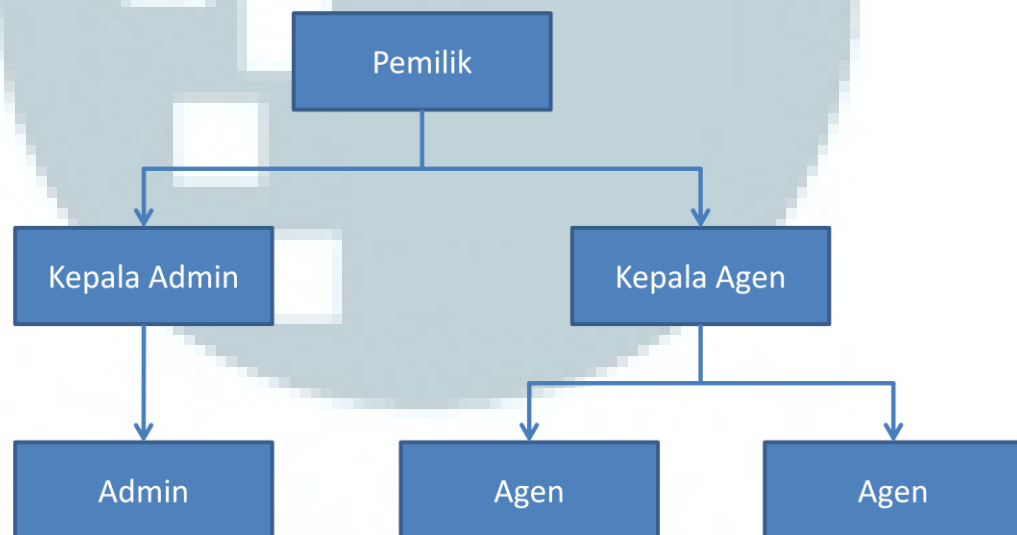 Pemilik
Kepala Admin
Kepala Agen
Admin
Agen
Agen